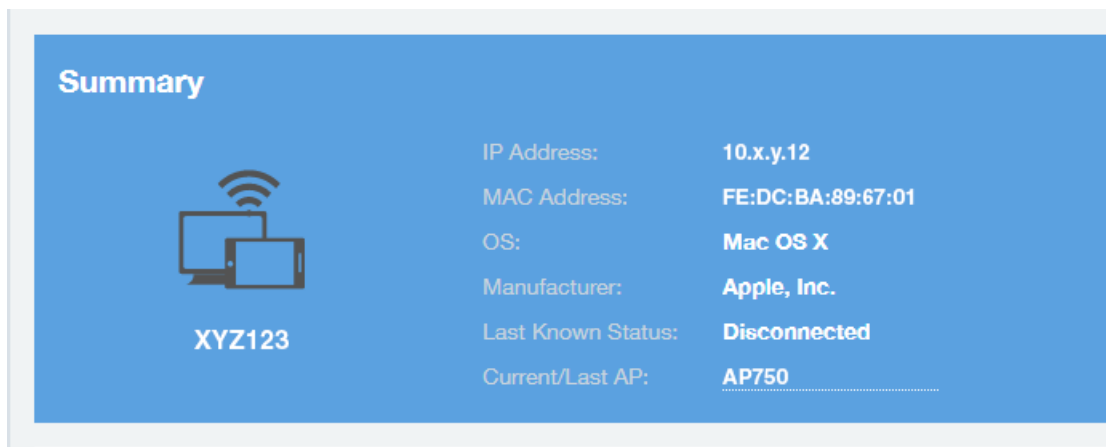 Summary
IP Address: 10.x.y.12
MAC Address: FE:DC:BA:89:67:01
OS: Mac OS X
Manufacturer: Apple, Inc.
Last Known Status: Disconnected
Current/Last AP: AP750
XYZ123